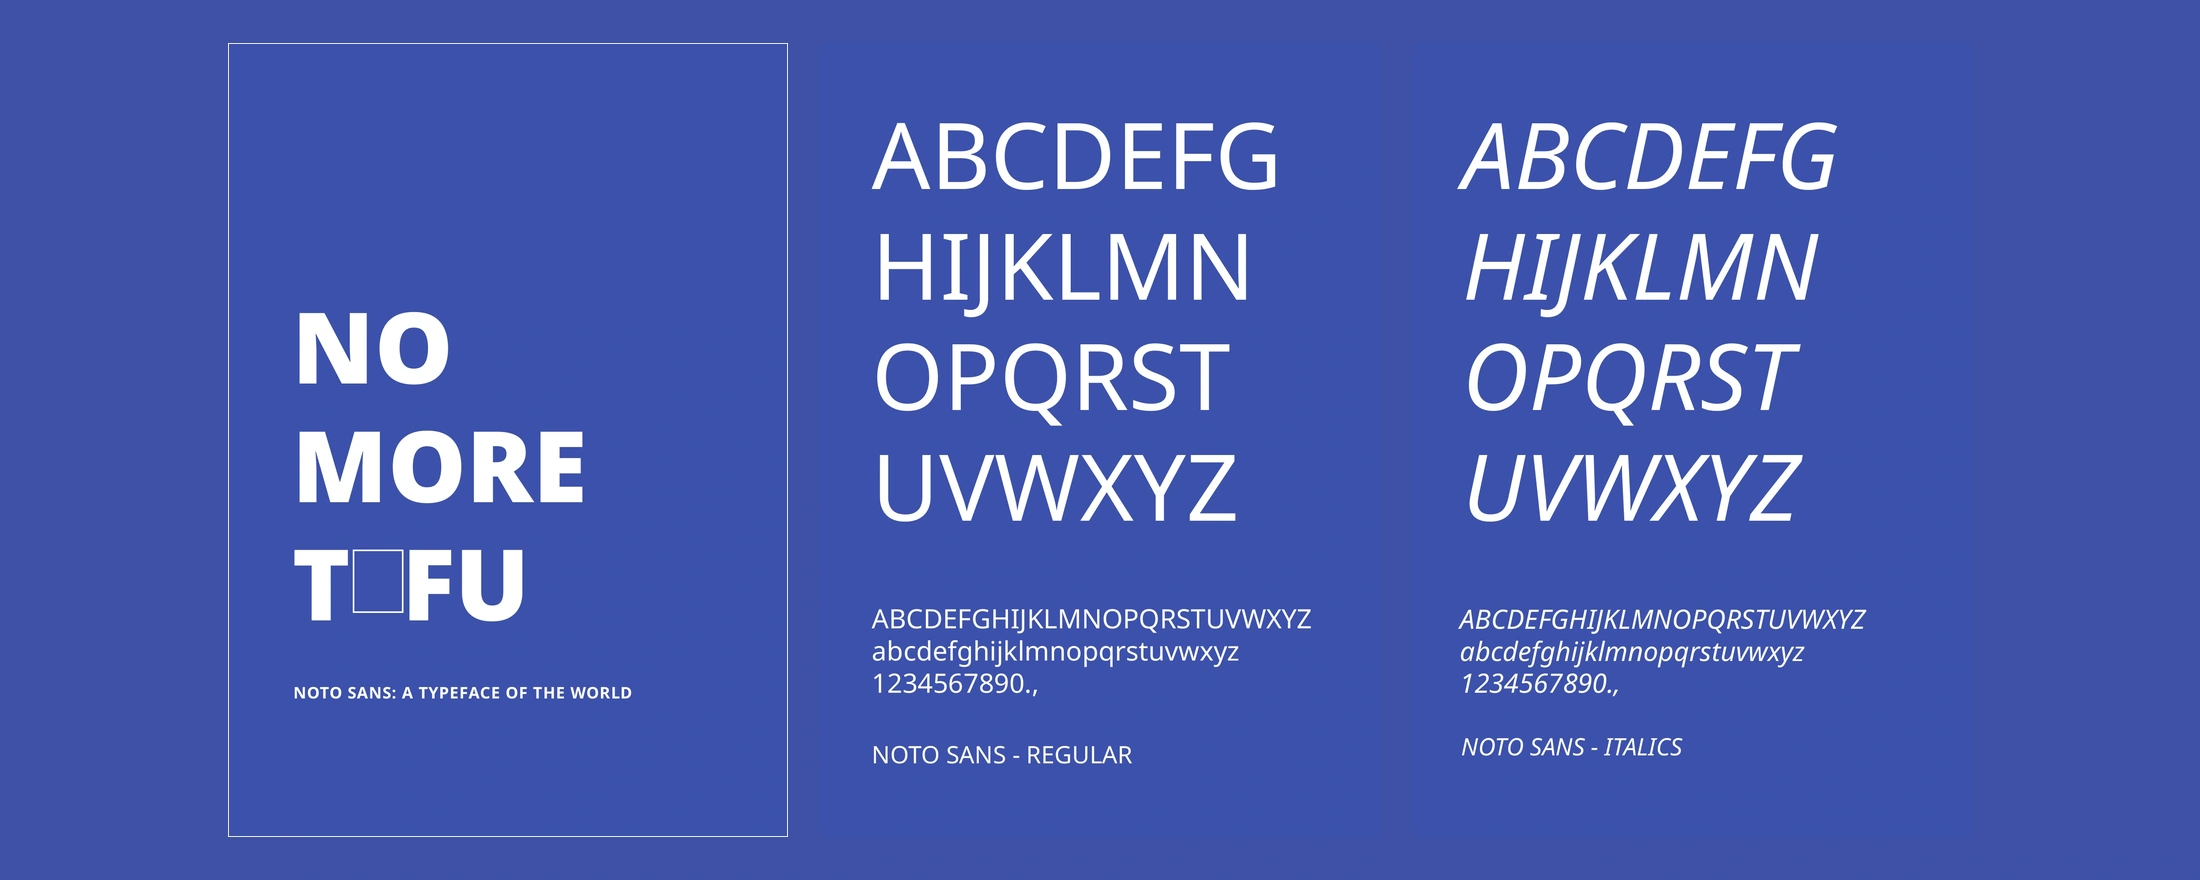 NO
MORE
T□FU
NOTO SANS: A TYPEFACE OF THE WORLD
ABCDEFG
HIJKLMN
OPQRST
UVWXYZ
ABCDEFGHIJKLMNOPQRSTUVWXYZ
abcdefghijklmnopqrstuvwxyz
1234567890.,
NOTO SANS - REGULAR
ABCDEFG
HIJKLMN
OPQRST
UVWXYZ
ABCDEFGHIJKLMNOPQRSTUVWXYZ
abcdefghijklmnopqrstuvwxyz
1234567890.,
NOTO SANS - ITALICS